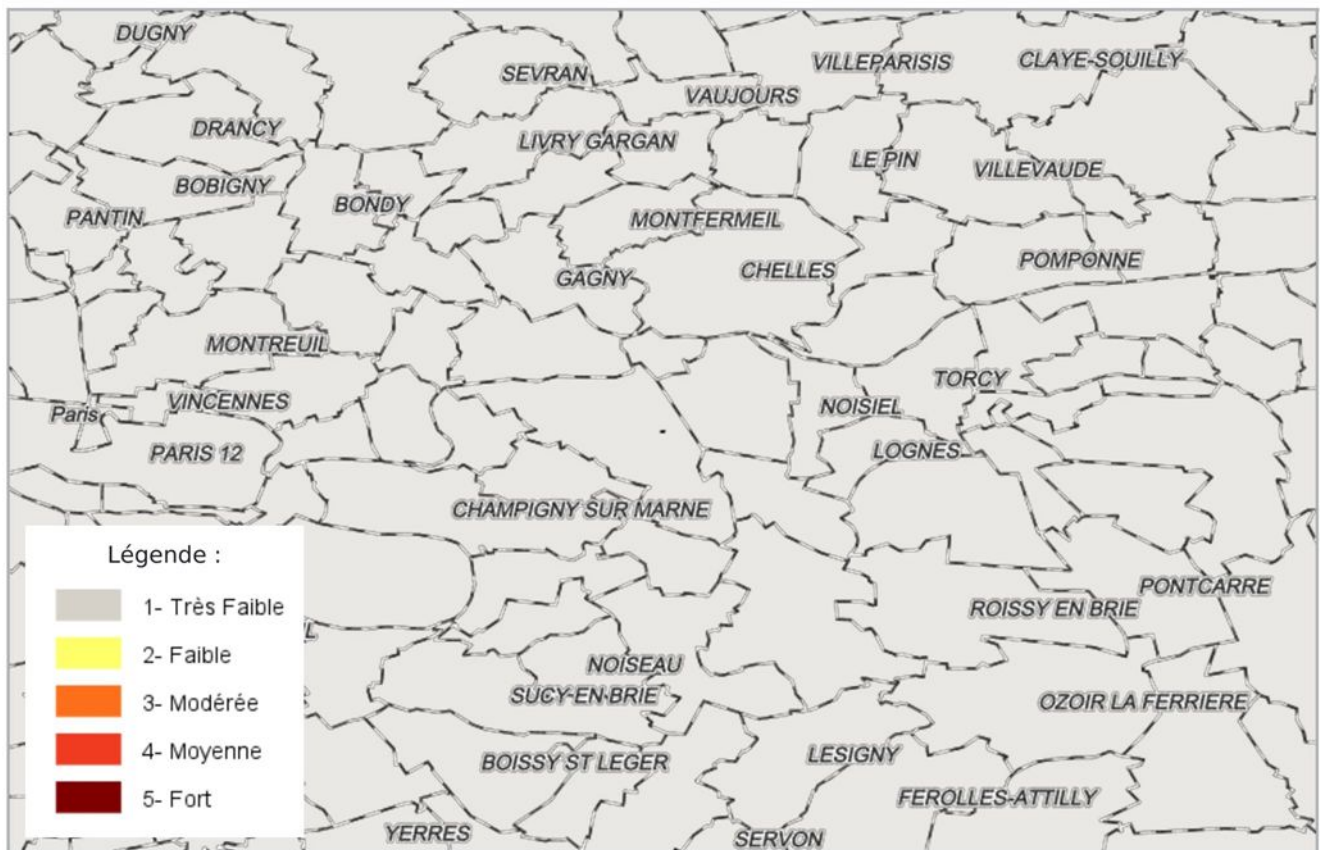 DUGNY
SEVRAN
VILLEPARISIS
CLAYE-SOUILLY
VAUJOURS
DRANCY
LIVRY GARGAN
LE PIN
VILLEVAUDE
BOBIGNY
BONDY
PANTIN
MONTFERMEIL
POMPONNE
GAGNY
CHELLES
MONTREUIL
TORCY
VINCENNES
Paris
NOISIEL
PARIS 12
LOGNES
CHAMPIGNY SUR MARNE
Légende :
1- Très Faible
2- Faible
3- Modérée
4- Moyenne
5- Fort
PONTCARRE
ROISSY EN BRIE
NOISEAU
SUCY-EN-BRIE
OZOIR LA FERRIERE
BOISSY ST LEGER
LESIGNY
FEROLLES-ATTILLY
YERRES
SERVON